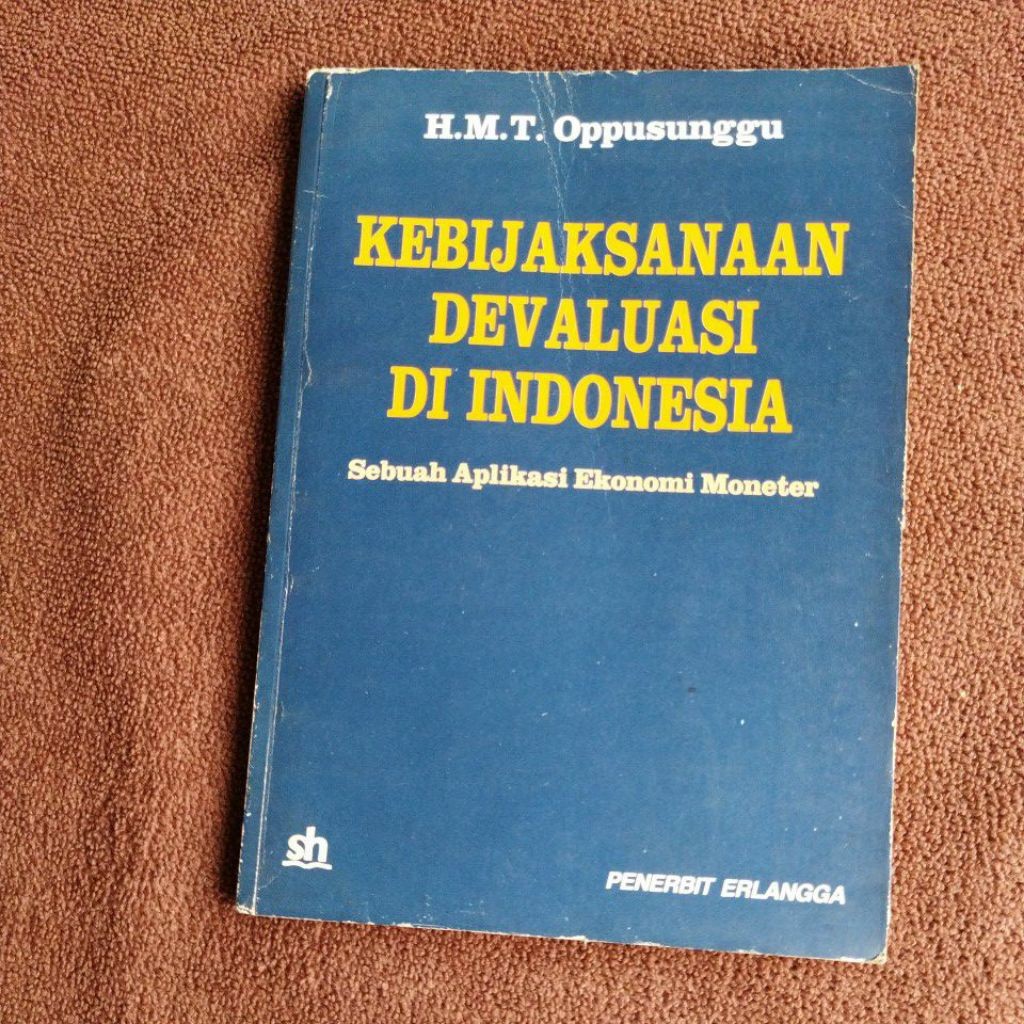 H.M.T. Oppusunggu
KEBIJAKSANAAN
DEVALUASI
DI INDONESIA
Sebuah Aplikasi Ekonomi Moneter
sh
PENERBIT ERLANGGA